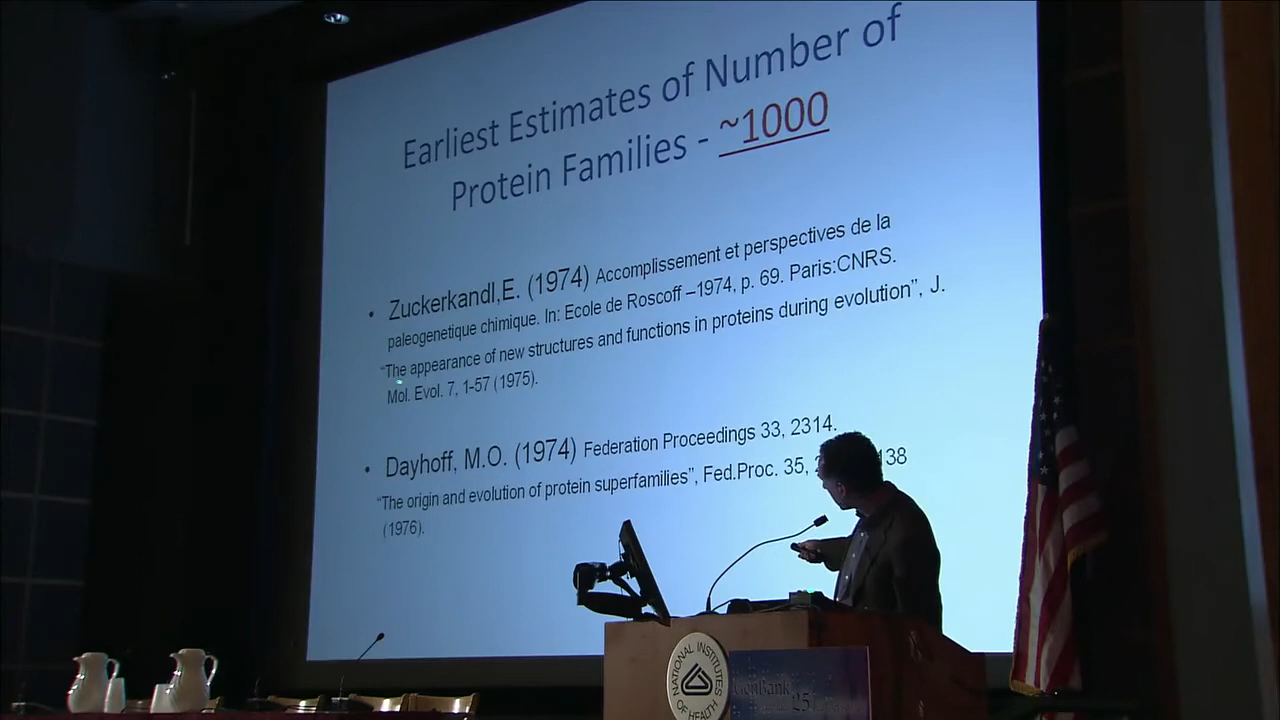 Earliest Estimates of Number of
Protein Families - ~1000
• Zuckerkandl,E. (1974) Accomplissement et perspectives de la
paleogenetique chimique. In: Ecole de Roscoff –1974, p. 69. Paris:CNRS.
“The appearance of new structures and functions in proteins during evolution”, J.
Mol. Evol. 7, 1-57 (1975).
• Dayhoff, M.O. (1974) Federation Proceedings 33, 2314.
“The origin and evolution of protein superfamilies”, Fed.Proc. 35, 138
(1976).
NATIONAL INSTITUTES
OF HEALTH
GenBank
25